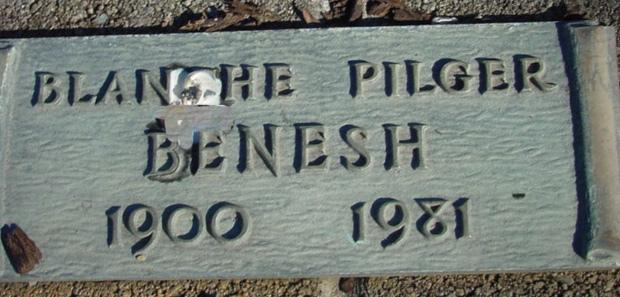 BLANCHE PILGER
BENESH
1900 1981